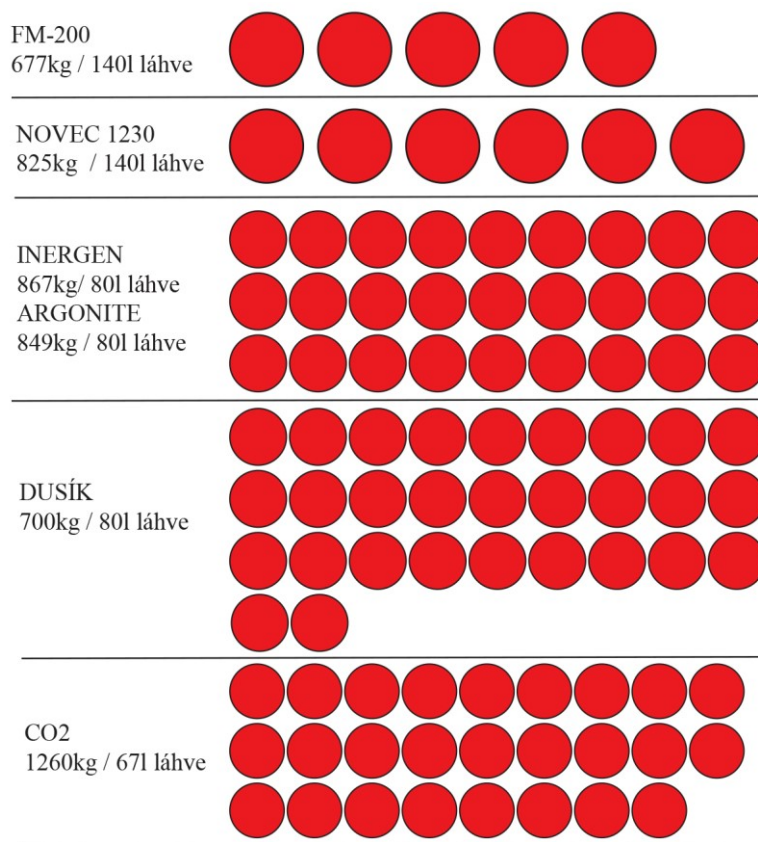 FM-200
677kg / 140l láhve
NOVEC 1230
825kg / 140l láhve
INERGEN
867kg/ 80l láhve
ARGONITE
849kg / 80l láhve
DUSÍK
700kg / 80l láhve
CO2
1260kg / 67l láhve